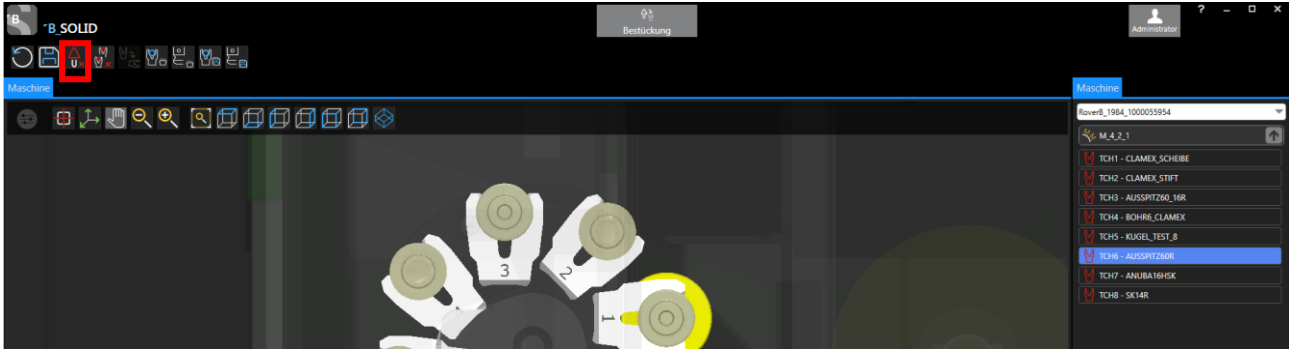 B
B_SOLID
Bestückung
Administrator
?
U
Maschine
Maschine
RoverB_1984_1000055954
M_4_2_1
TCH1 - CLAMEX_SCHEIBE
TCH2 - CLAMEX_STIFT
TCH3 - AUSSPITZ60_16R
TCH4 - BOHR6_CLAMEX
TCH5 - KUGEL_TEST_8
TCH6 - AUSSPITZ60R
TCH7 - ANUBA16HSK
TCH8 - SK14R
3
2
1